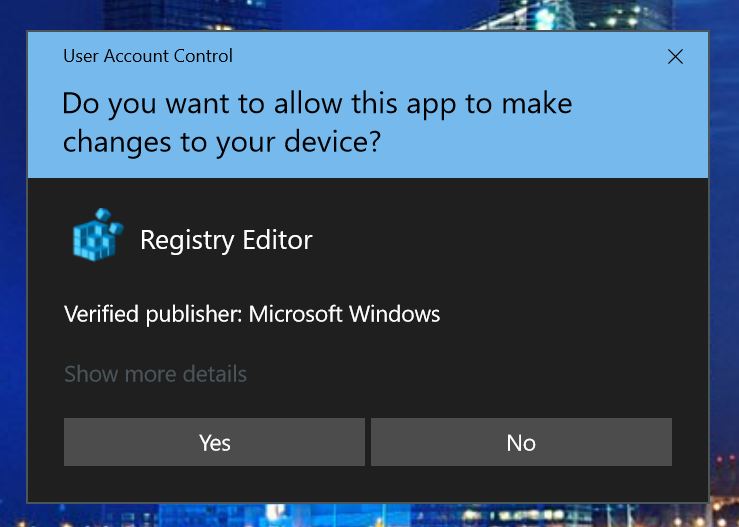 User Account Control
Do you want to allow this app to make
changes to your device?
Registry Editor
Verified publisher: Microsoft Windows
Show more details
Yes
No